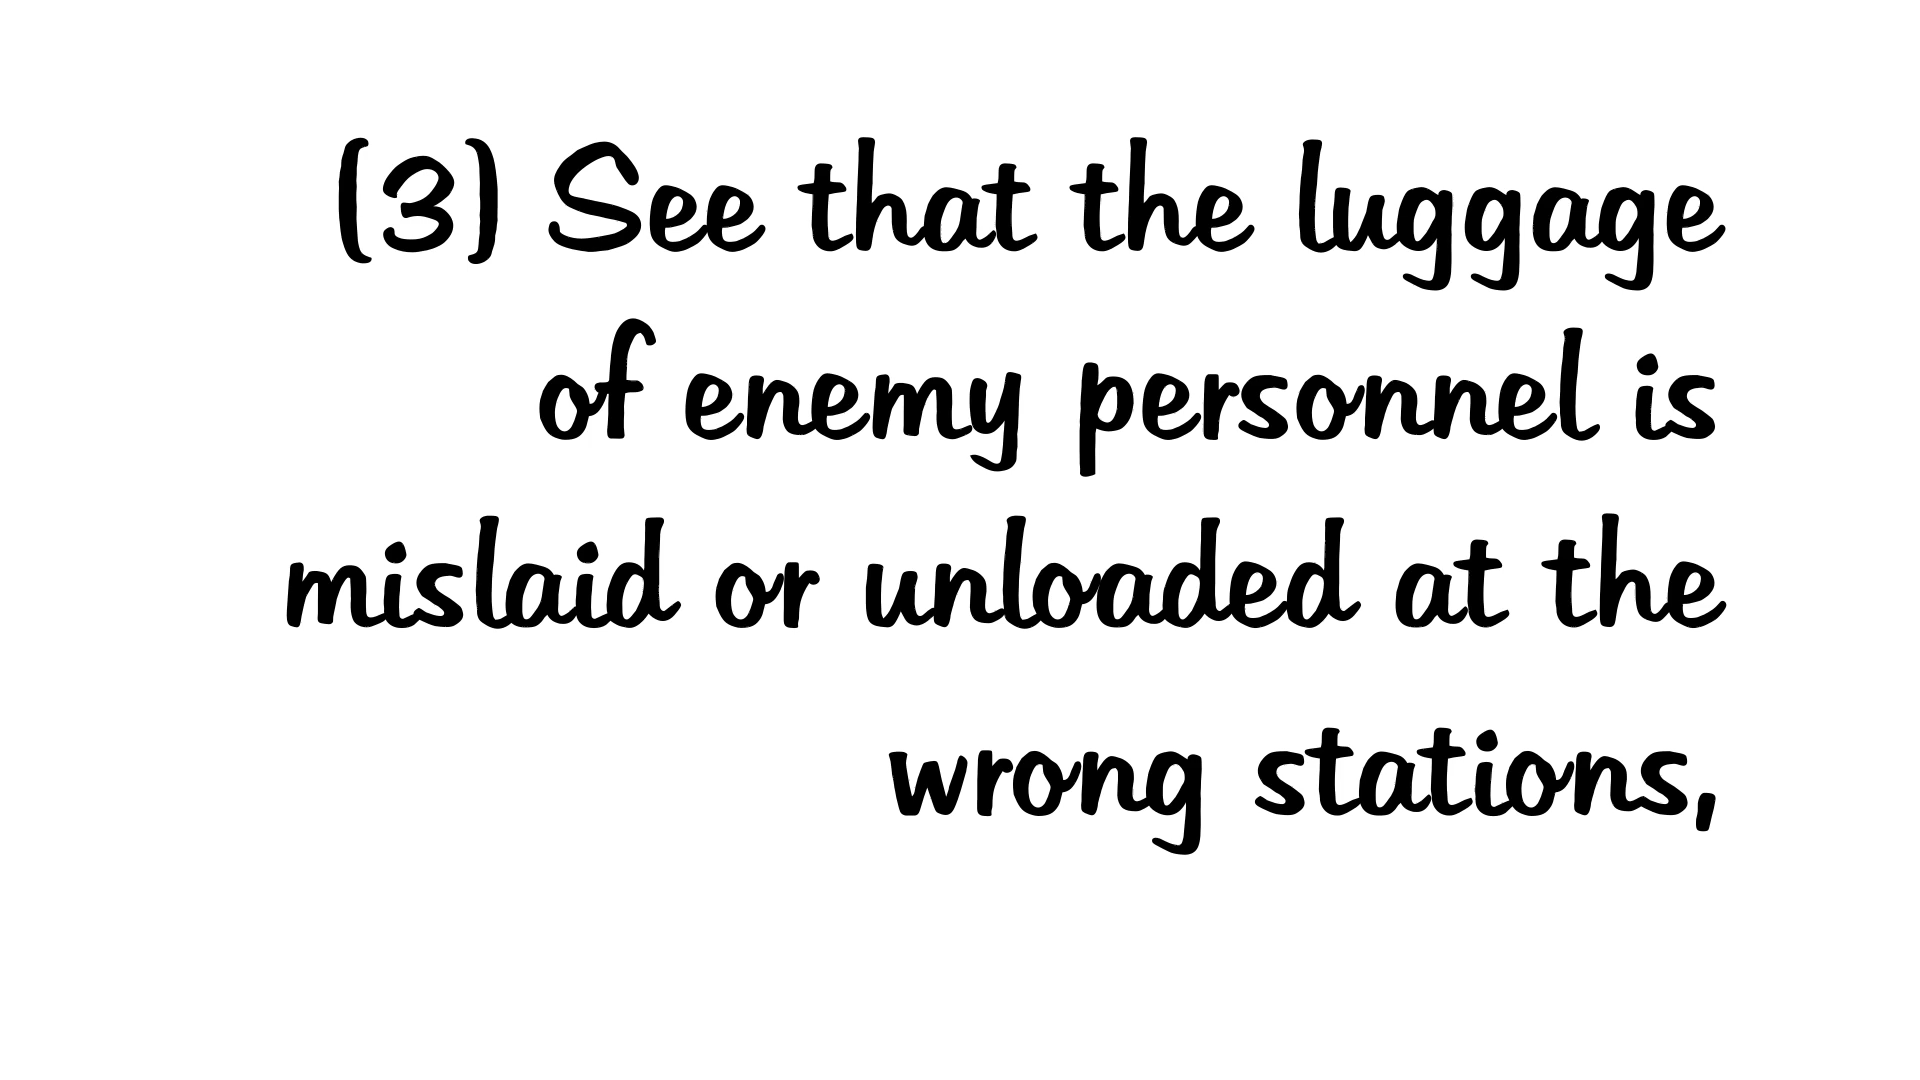 (3) See that the luggage
of enemy personnel is
mislaid or unloaded at the
wrong stations,